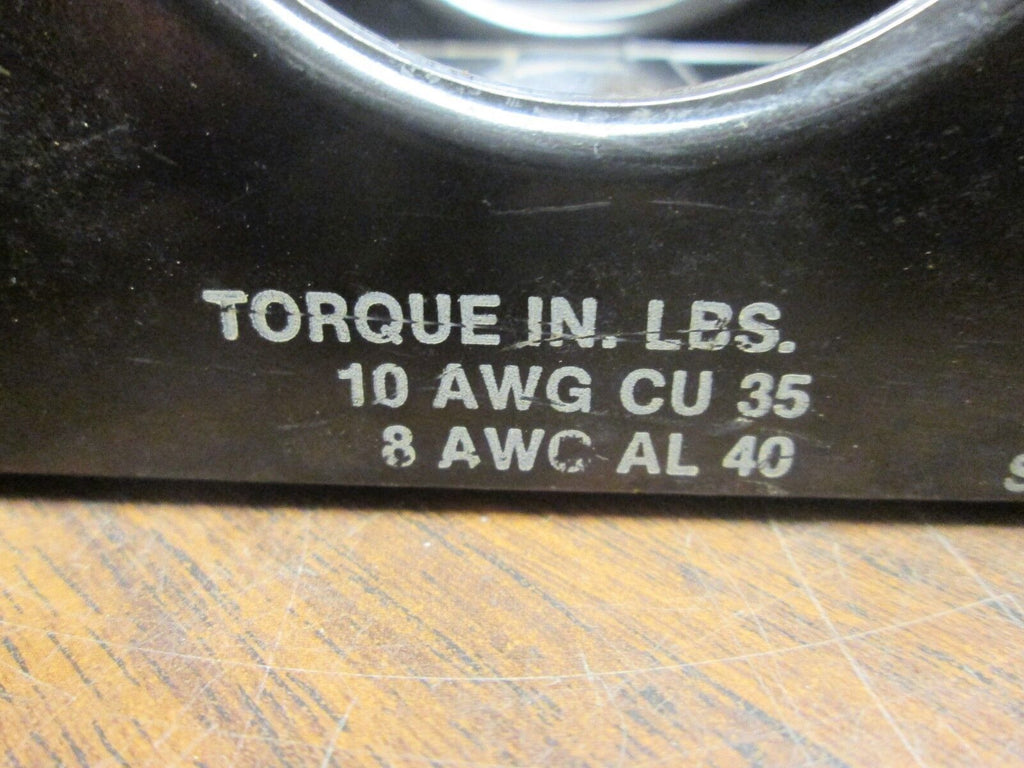 TORQUE IN. LBS.
10 AWG CU 35
8 AWG AL 40